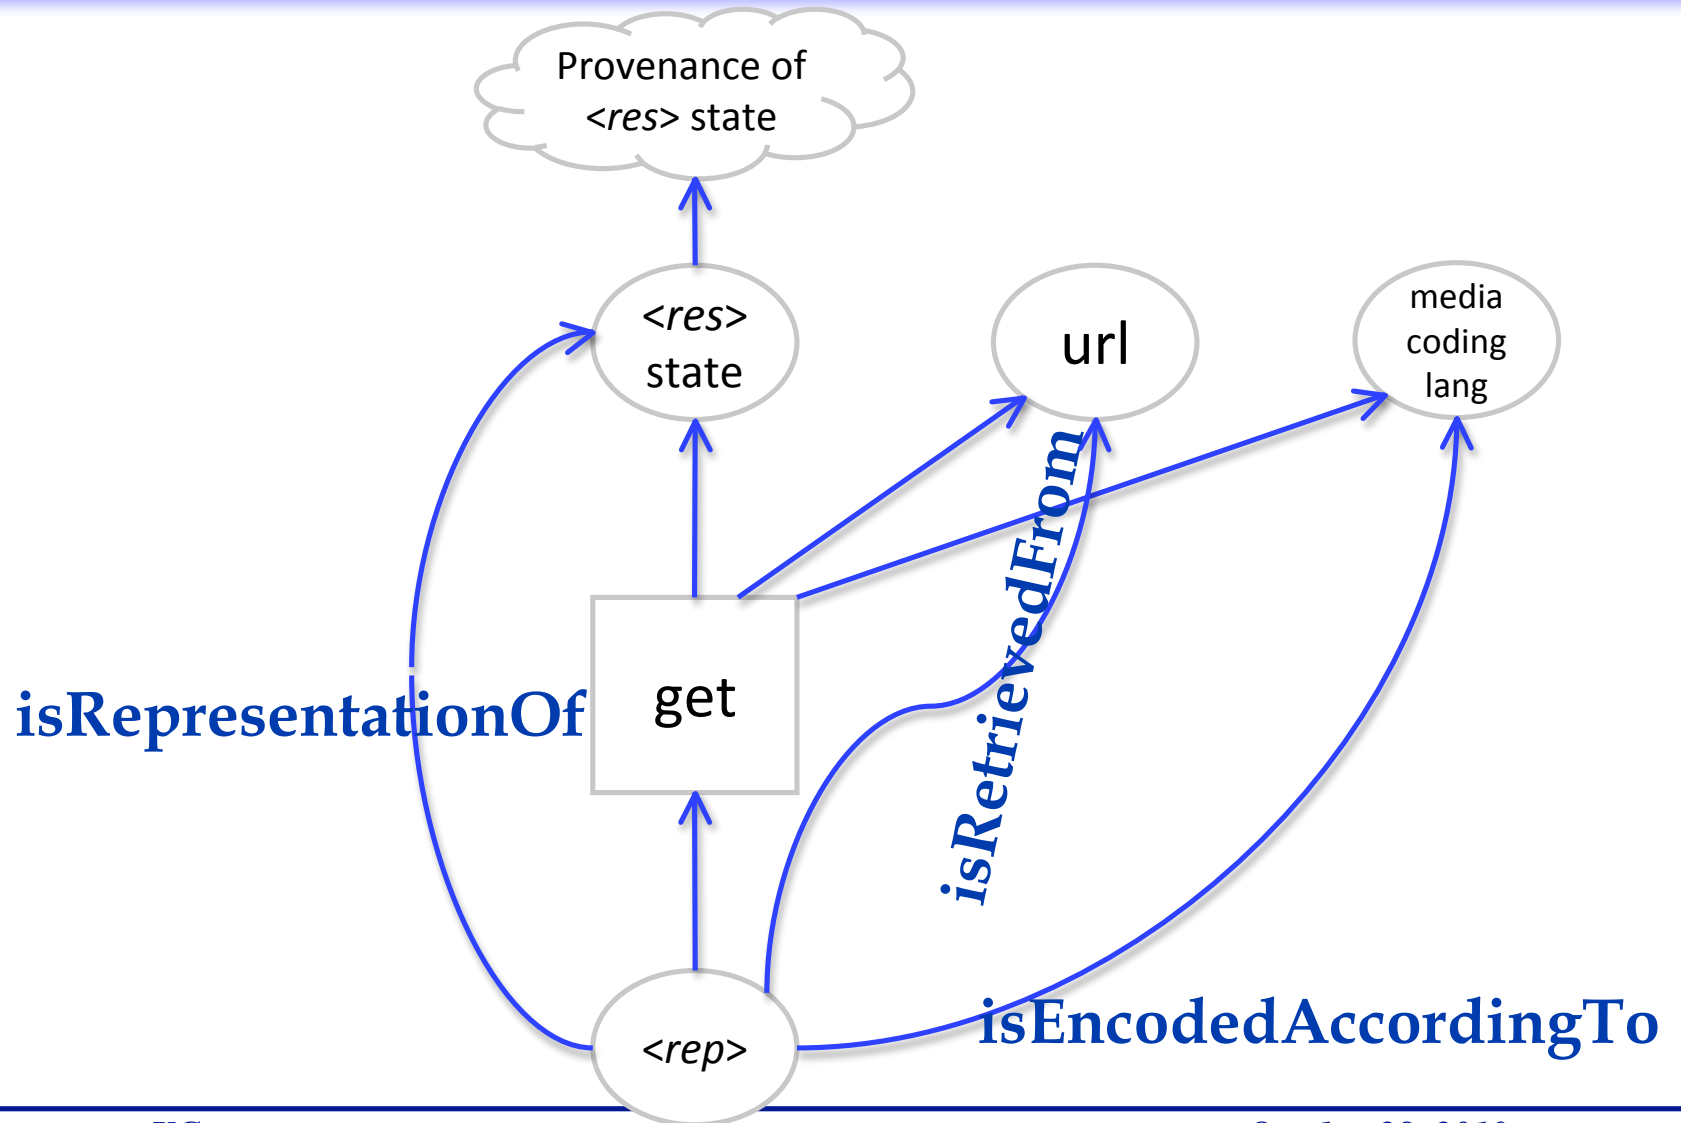 Provenance of
<res> state
<res>
state
url
media
coding
lang
isRetrievedFrom
isRepresentationOf
get
isEncodedAccordingTo
<rep>